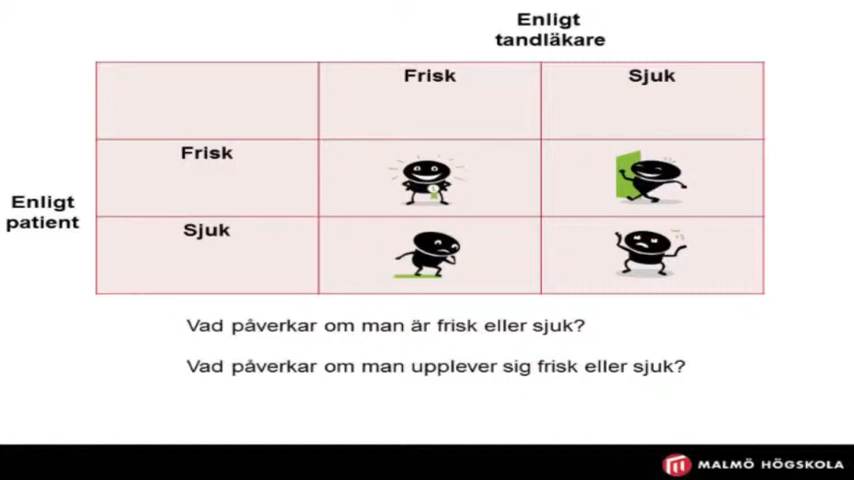 Enligt
tandläkare
Frisk
Sjuk
Frisk
Enligt
patient
Sjuk
Vad påverkar om man är frisk eller sjuk?
Vad påverkar om man upplever sig frisk eller sjuk?
MALMÖ HÖGSKOLA